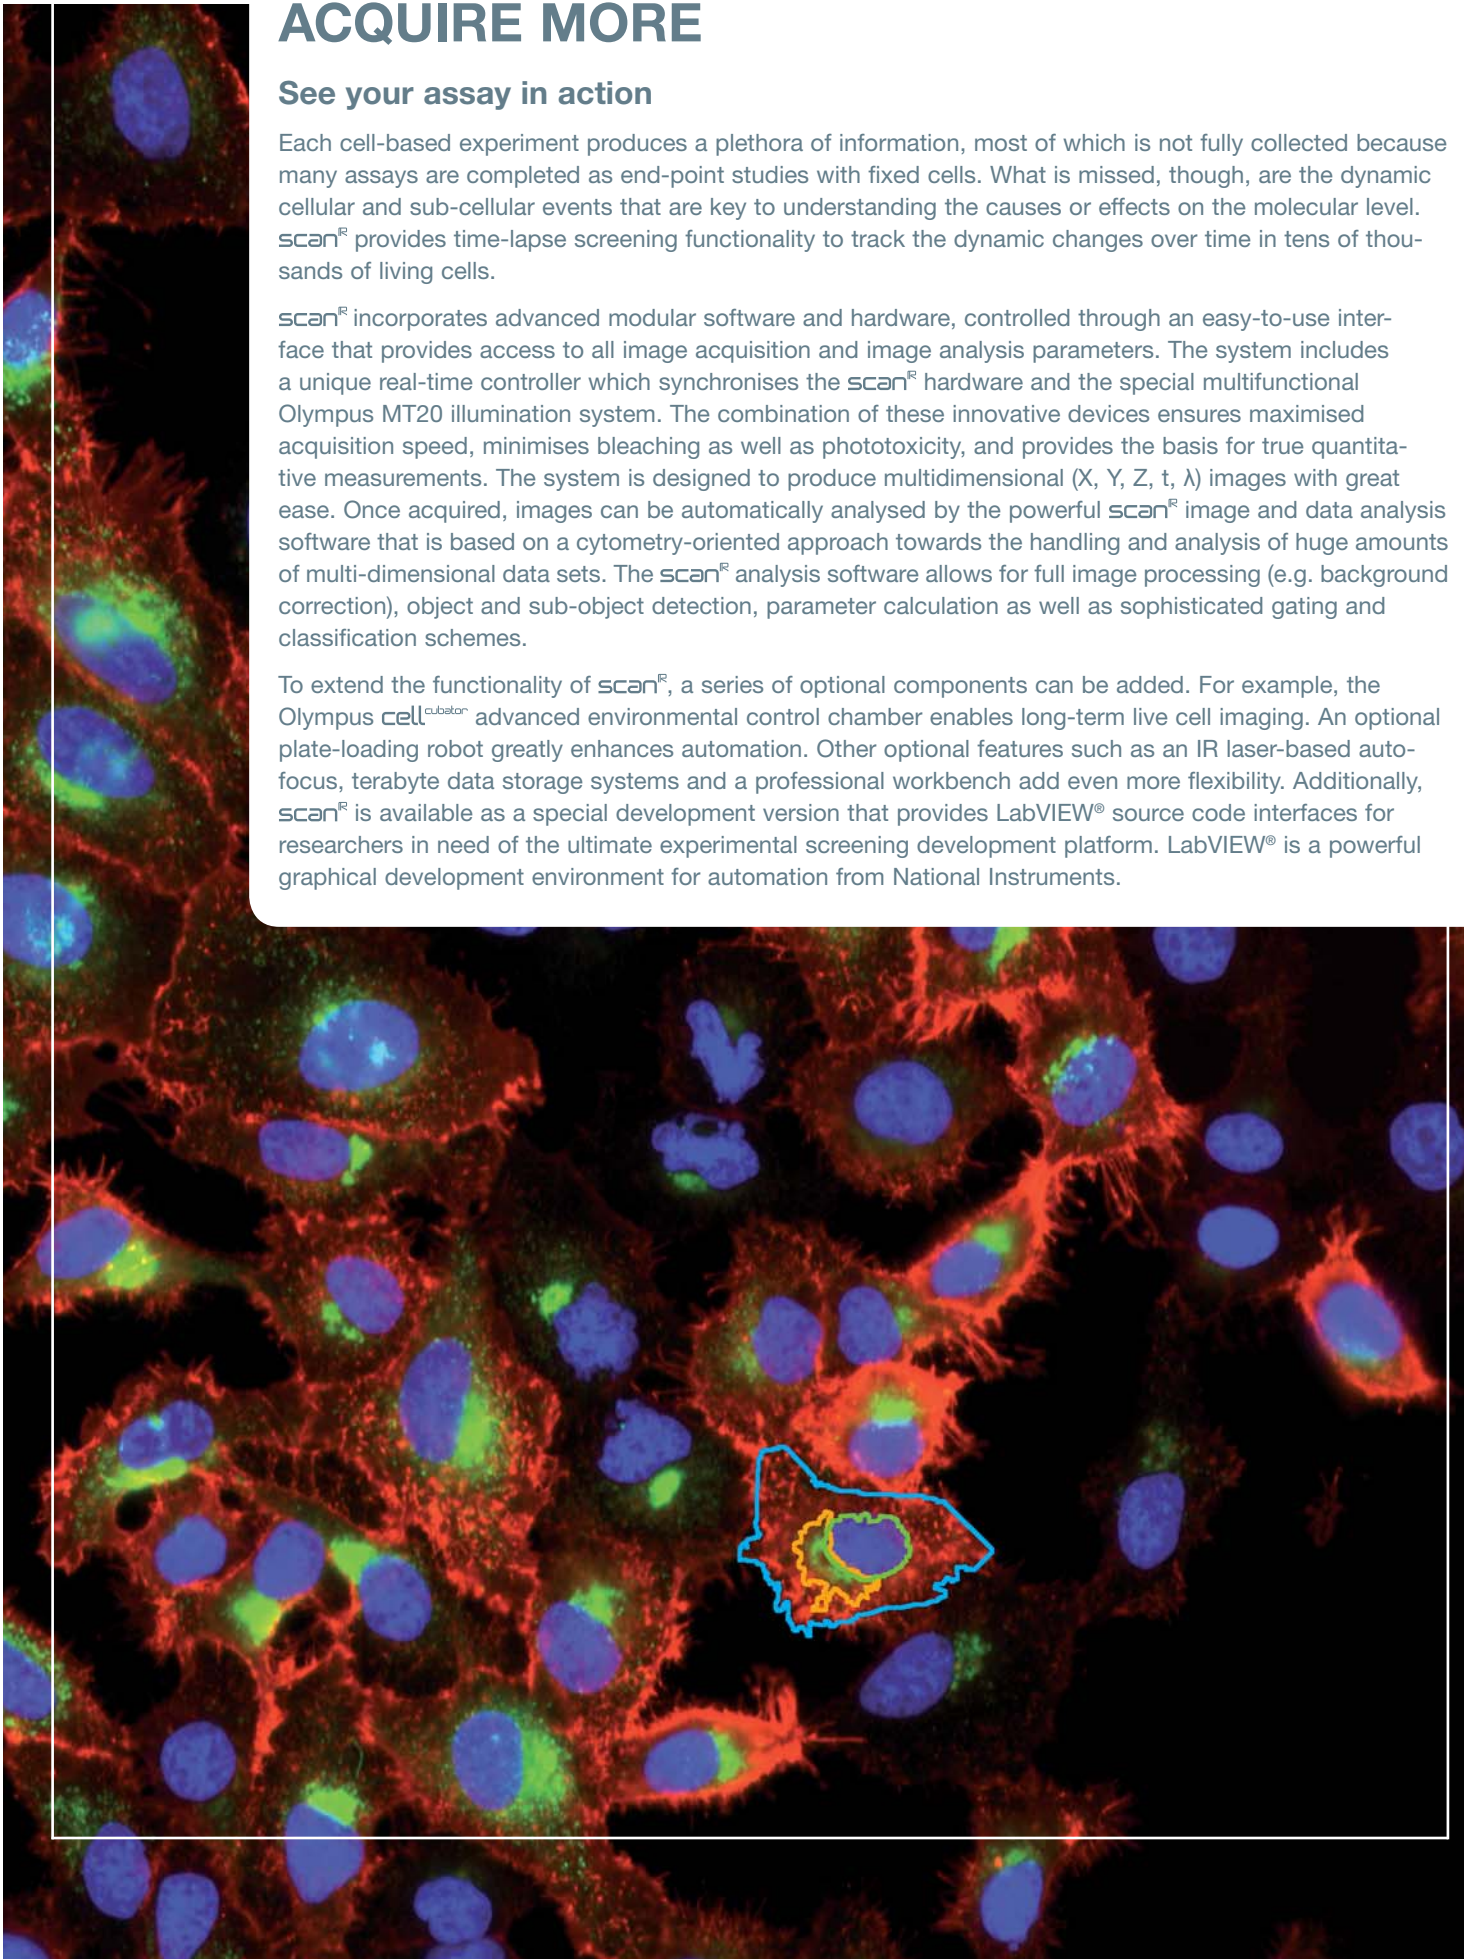 ACQUIRE MORE
See your assay in action
Each cell-based experiment produces a plethora of information, most of which is not fully collected because
many assays are completed as end-point studies with fixed cells. What is missed, though, are the dynamic
cellular and sub-cellular events that are key to understanding the causes or effects on the molecular level.
scan^R provides time-lapse screening functionality to track the dynamic changes over time in tens of thou-
sands of living cells.
scan^R incorporates advanced modular software and hardware, controlled through an easy-to-use inter-
face that provides access to all image acquisition and image analysis parameters. The system includes
a unique real-time controller which synchronises the scan^R hardware and the special multifunctional
Olympus MT20 illumination system. The combination of these innovative devices ensures maximised
acquisition speed, minimises bleaching as well as phototoxicity, and provides the basis for true quantita-
tive measurements. The system is designed to produce multidimensional (X, Y, Z, t, λ) images with great
ease. Once acquired, images can be automatically analysed by the powerful scan^R image and data analysis
software that is based on a cytometry-oriented approach towards the handling and analysis of huge amounts
of multi-dimensional data sets. The scan^R analysis software allows for full image processing (e.g. background
correction), object and sub-object detection, parameter calculation as well as sophisticated gating and
classification schemes.
To extend the functionality of scan^R, a series of optional components can be added. For example, the
Olympus cell^cubator advanced environmental control chamber enables long-term live cell imaging. An optional
plate-loading robot greatly enhances automation. Other optional features such as an IR laser-based auto-
focus, terabyte data storage systems and a professional workbench add even more flexibility. Additionally,
scan^R is available as a special development version that provides LabVIEW® source code interfaces for
researchers in need of the ultimate experimental screening development platform. LabVIEW® is a powerful
graphical development environment for automation from National Instruments.